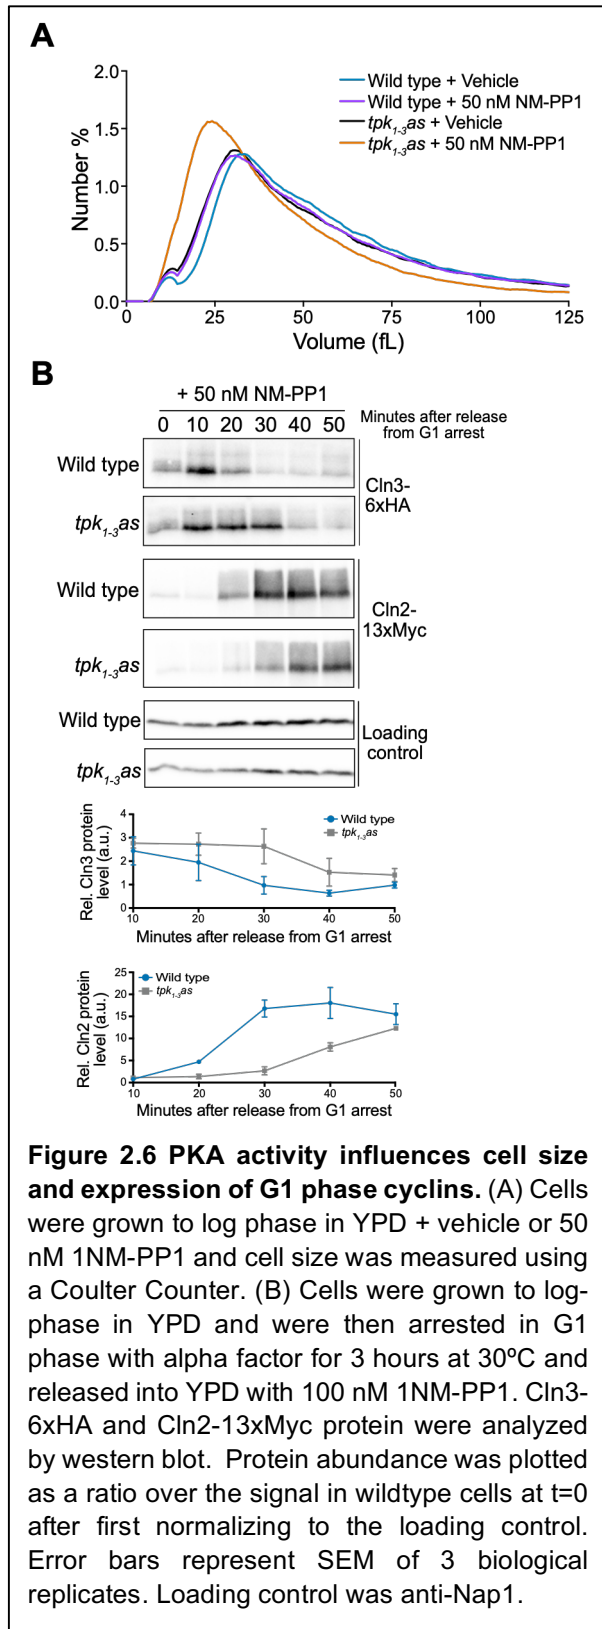 A
2.0
1.5
1.0
0.5
0.0
Number %
Wild type + Vehicle
Wild type + 50 nM NM-PP1
tpk1-3as + Vehicle
tpk1-3as + 50 nM NM-PP1
0 25 50 75 100 125
Volume (fL)
B
+ 50 nM NM-PP1
0 10 20 30 40 50
Minutes after release
from G1 arrest
Wild type
tpk1-3as
Cln3-
6xHA
Wild type
tpk1-3as
Cln2-
13xMyc
Wild type
tpk1-3as
Loading
control
Rel. Cln3 protein
level (a.u.)
4
3
2
1
0
Wild type
tpk1-3as
10 20 30 40 50
Minutes after release from G1 arrest
Rel. Cln2 protein
level (a.u.)
25
20
15
10
5
0
Wild type
tpk1-3as
10 20 30 40 50
Minutes after release from G1 arrest
Figure 2.6 PKA activity influences cell size
and expression of G1 phase cyclins. (A) Cells
were grown to log phase in YPD + vehicle or 50
nM 1NM-PP1 and cell size was measured using
a Coulter Counter. (B) Cells were grown to log-
phase in YPD and were then arrested in G1
phase with alpha factor for 3 hours at 30ºC and
released into YPD with 100 nM 1NM-PP1. Cln3-
6xHA and Cln2-13xMyc protein were analyzed
by western blot. Protein abundance was plotted
as a ratio over the signal in wildtype cells at t=0
after first normalizing to the loading control.
Error bars represent SEM of 3 biological
replicates. Loading control was anti-Nap1.